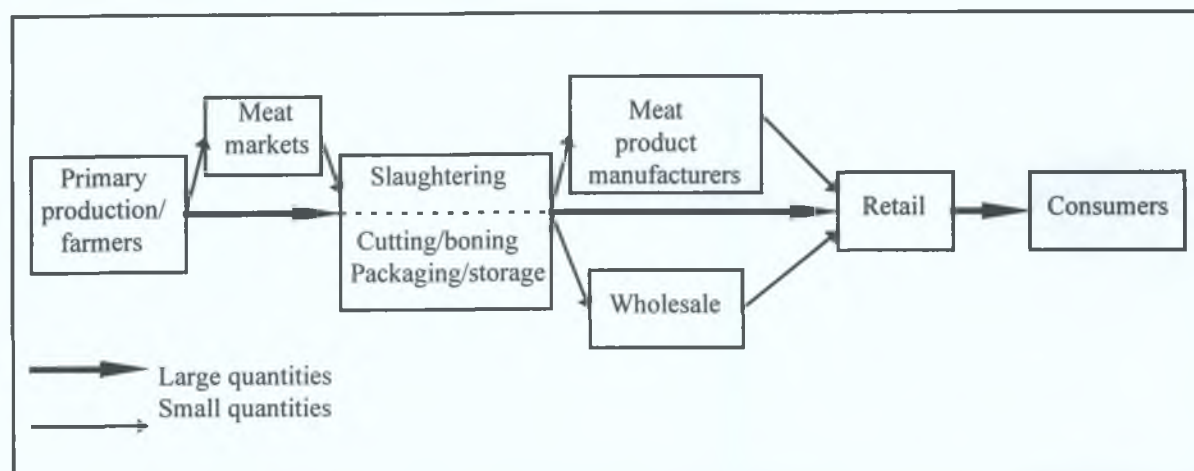 Primary
production/
farmers
Meat
markets
Slaughtering
Cutting/boning
Packaging/storage
Meat
product
manufacturers
Wholesale
Retail
Consumers
Large quantities
Small quantities